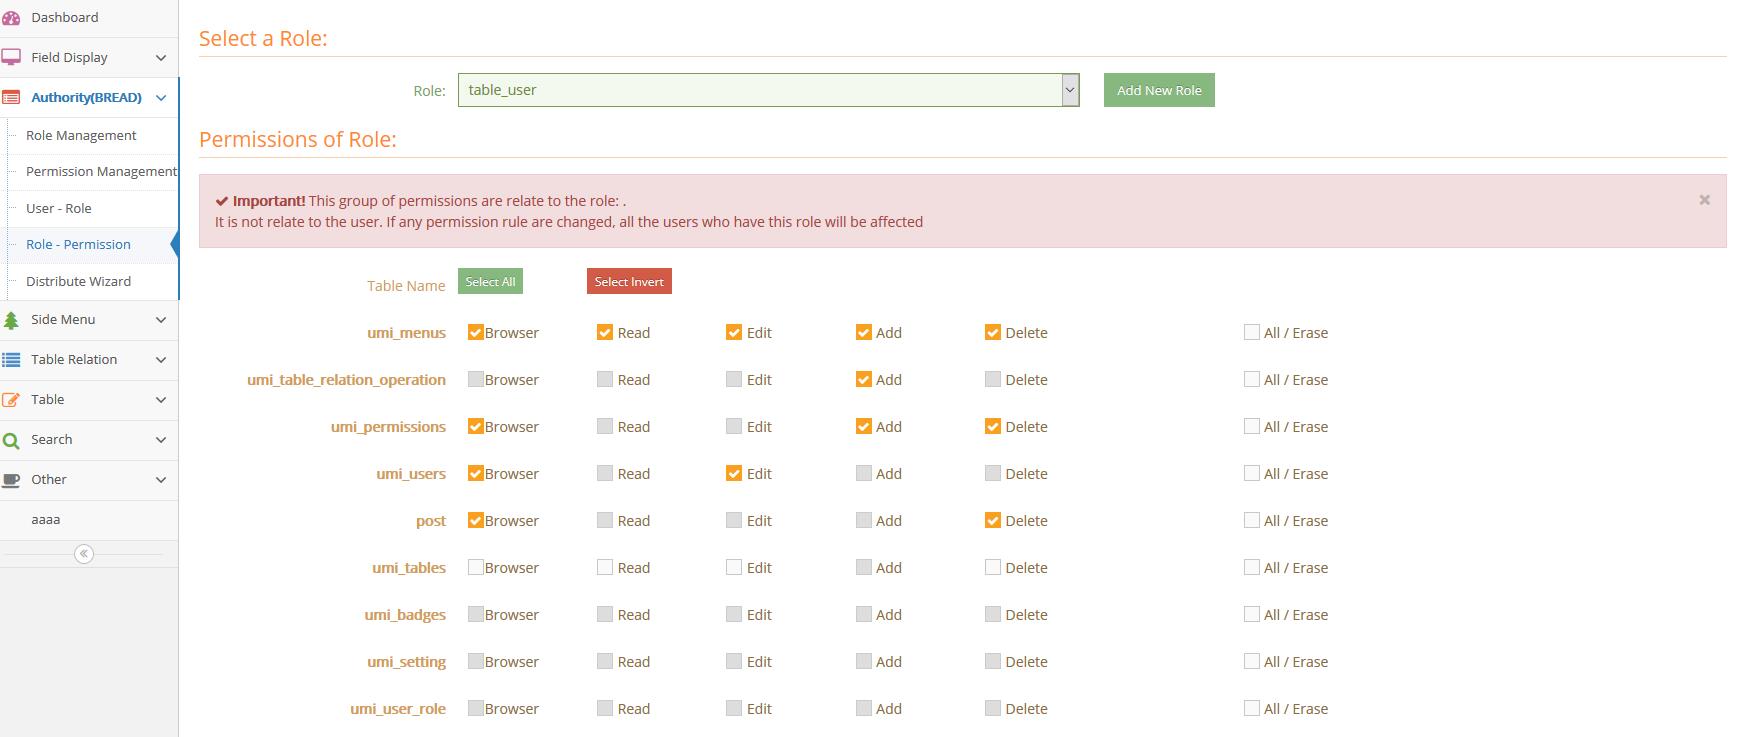 Dashboard
Field Display
Authority(BREAD)
Role Management
Permission Management
User - Role
Role - Permission
Distribute Wizard
Side Menu
Table Relation
Table
Search
Other
aaaa
Select a Role:
Role: table_user Add New Role
Permissions of Role:
Important! This group of permissions are relate to the role: .
It is not relate to the user. If any permission rule are changed, all the users who have this role will be affected
Table Name Select All Select Invert
umi_menus Browser Read Edit Add Delete All / Erase
umi_table_relation_operation Browser Read Edit Add Delete All / Erase
umi_permissions Browser Read Edit Add Delete All / Erase
umi_users Browser Read Edit Add Delete All / Erase
post Browser Read Edit Add Delete All / Erase
umi_tables Browser Read Edit Add Delete All / Erase
umi_badges Browser Read Edit Add Delete All / Erase
umi_setting Browser Read Edit Add Delete All / Erase
umi_user_role Browser Read Edit Add Delete All / Erase